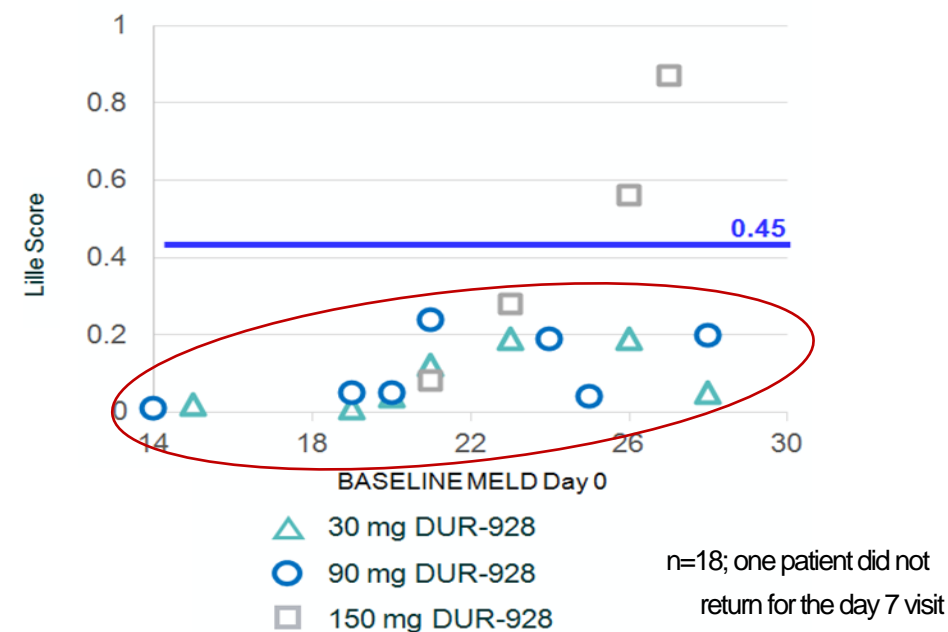 1
0.8
0.6
0.45
0.4
0.2
0
14 18 22 26 30
Lille Score
BASELINE MELD Day 0
30 mg DUR-928
90 mg DUR-928
150 mg DUR-928
n=18; one patient did not
return for the day 7 visit